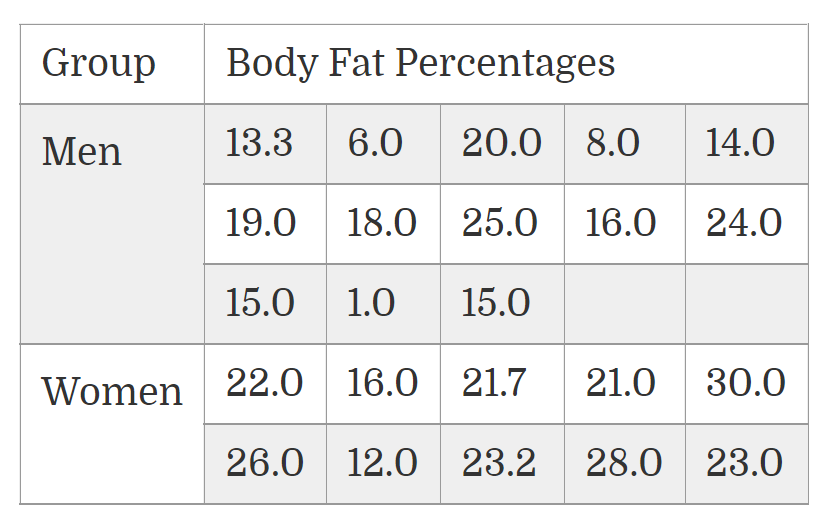 Group Body Fat Percentages
Men 13.3 6.0 20.0 8.0 14.0
19.0 18.0 25.0 16.0 24.0
15.0 1.0 15.0
Women 22.0 16.0 21.7 21.0 30.0
26.0 12.0 23.2 28.0 23.0